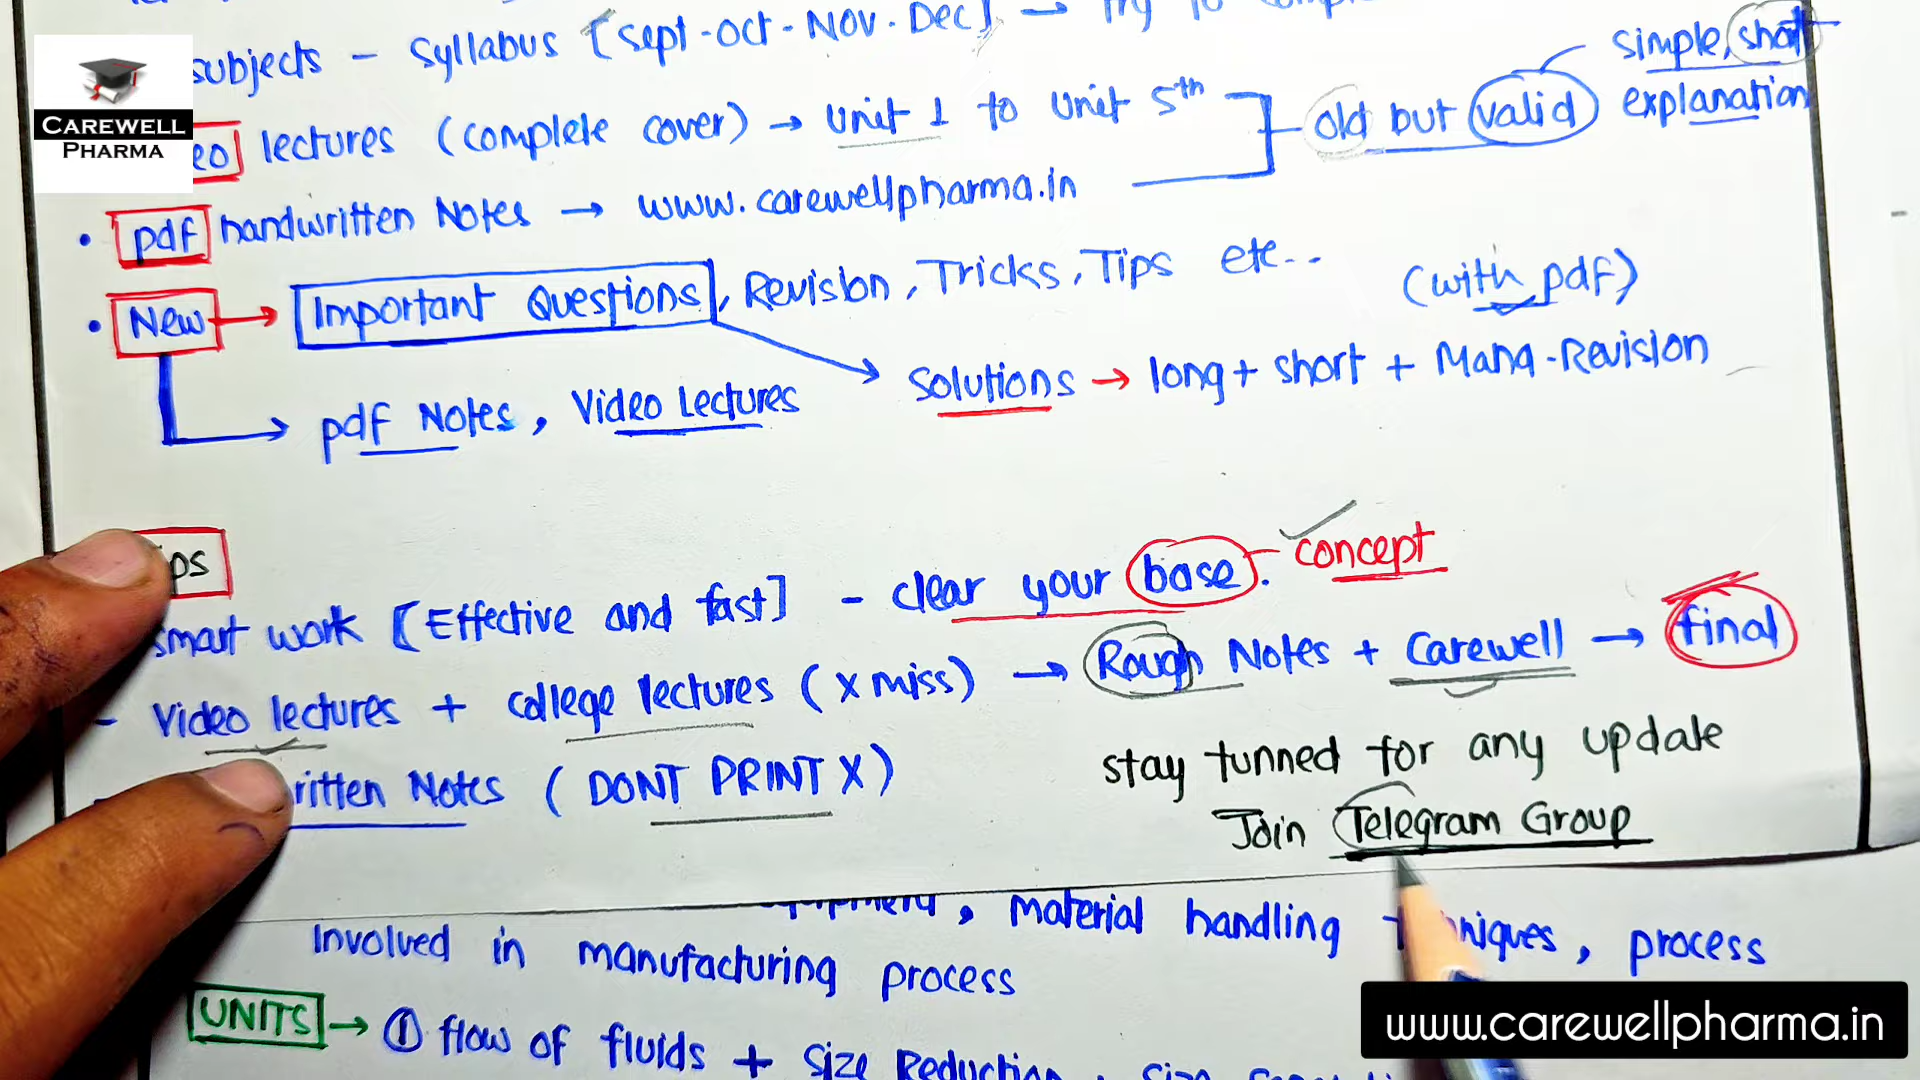 subjects - syllabus [Sept-Oct-Nov.Dec] →
simple, short
lectures (complete cover) → Unit 1 to Unit 5th
old but valid
explanation
CAREWELL
PHARMA
• pdf handwritten Notes → www.carewellpharma.in
• New → Important Questions, Revision, Tricks, Tips etc..
(with pdf)
solutions → long + short + Mana-Revision
pdf Notes, Video Lectures
smart work [Effective and fast] - clear your base. concept
- Video lectures + college lectures (x miss) → Rough Notes + Carewell → final
Notes (DONT PRINT X)
stay tunned for any update
Join Telegram Group
, material handling
, process
involved in manufacturing process
UNITS → ① flow of fluids + Size Reduction,
www.carewellpharma.in